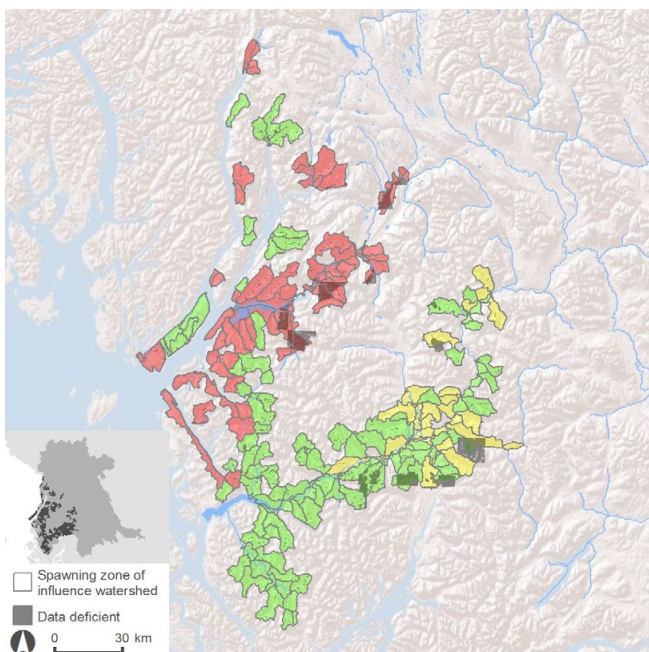 Spawning zone of
influence watershed
Data deficient
0 30 km